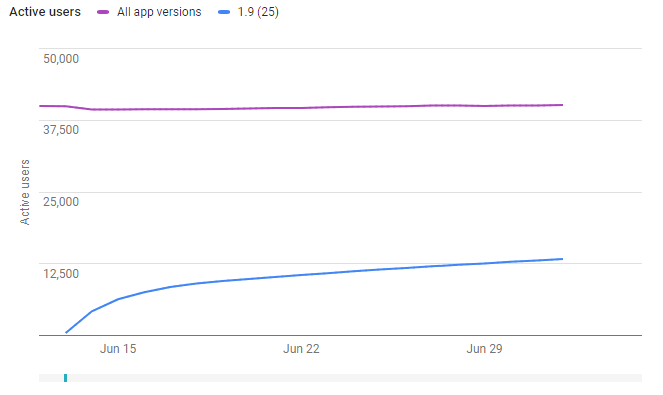 Active users All app versions 1.9 (25)
50,000
37,500
25,000
12,500
Active users
Jun 15 Jun 22 Jun 29